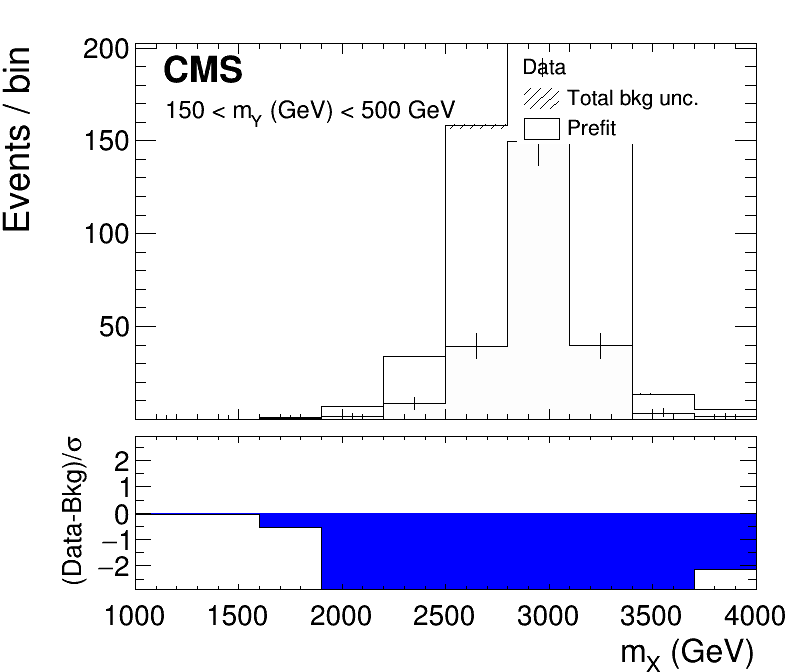 200
150
100
50
Events / bin
CMS
150 < mY (GeV) < 500 GeV
Data
Total bkg unc.
Prefit
2
1
0
−1
−2
(Data-Bkg)/σ
1000 1500 2000 2500 3000 3500 4000
mX (GeV)